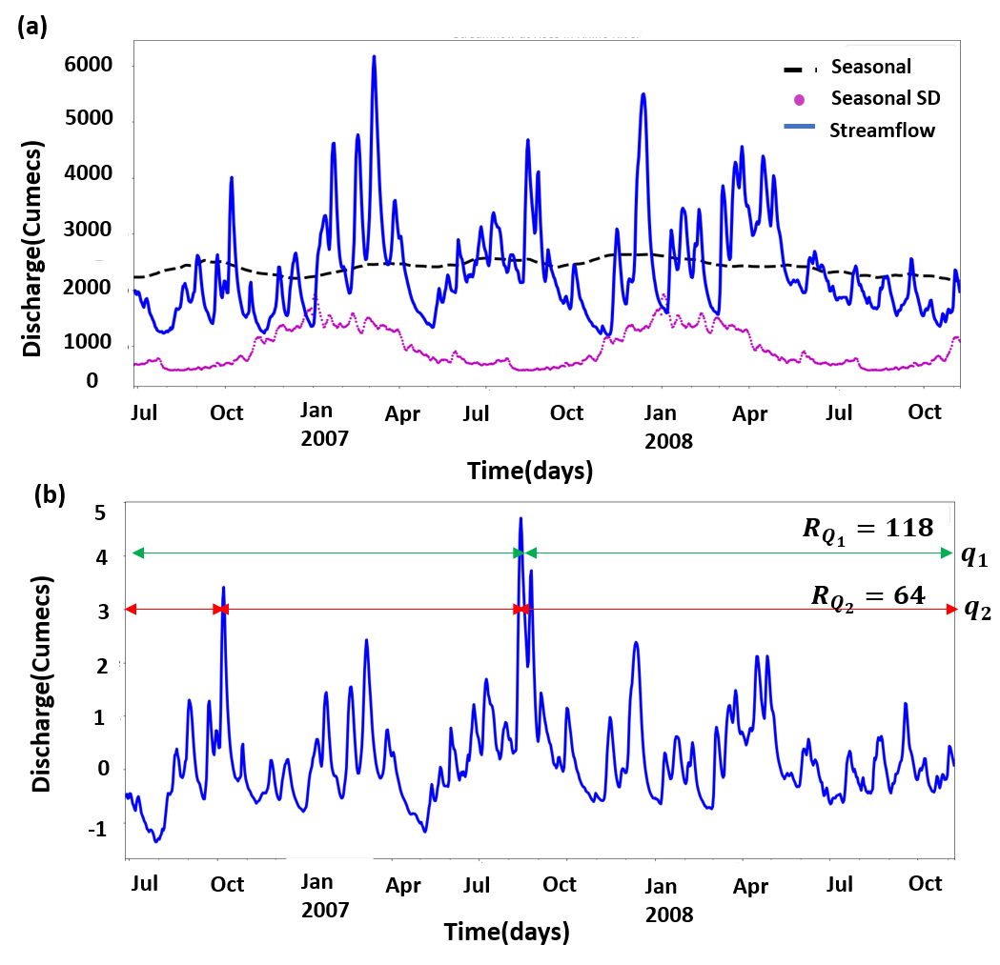 (a)
6000
5000
4000
3000
2000
1000
0
Discharge(Cumecs)
Seasonal
Seasonal SD
Streamflow
Jul Oct Jan Apr Jul Oct Jan Apr Jul Oct
2007 2008
Time(days)
(b)
5
4
3
2
1
0
-1
Discharge(Cumecs)
R_{Q_1} = 118
q_1
R_{Q_2} = 64
q_2
Jul Oct Jan Apr Jul Oct Jan Apr Jul Oct
2007 2008
Time(days)